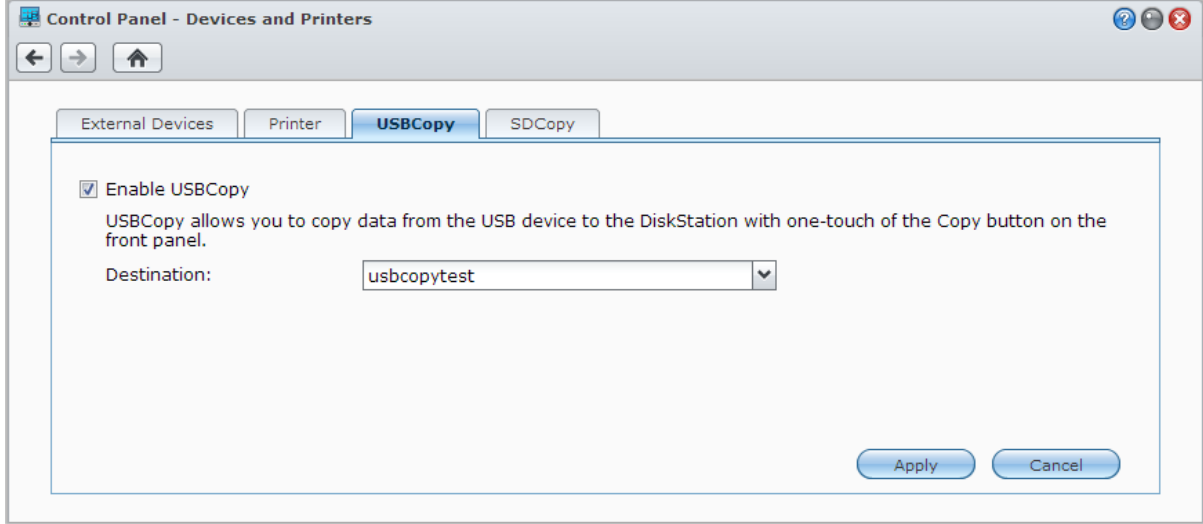 Control Panel - Devices and Printers
External Devices Printer USBCopy SDCopy
Enable USBCopy
USBCopy allows you to copy data from the USB device to the DiskStation with one-touch of the Copy button on the
front panel.
Destination: usbcopytest
Apply Cancel